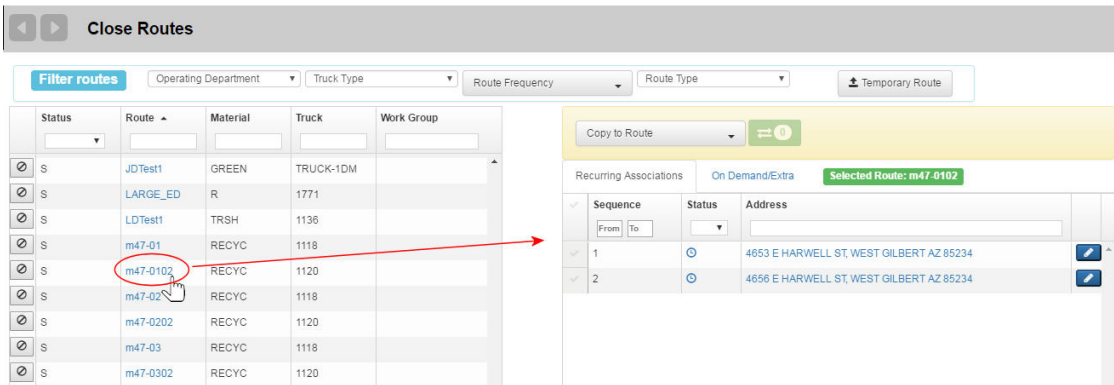 Close Routes
Filter routes Operating Department Truck Type Route Frequency Route Type Temporary Route
Status Route Material Truck Work Group
S JDTest1 GREEN TRUCK-1DM
S LARGE_ED R 1771
S LDTest1 TRSH 1136
S m47-01 RECYC 1118
S m47-0102 RECYC 1120
S m47-02 RECYC 1118
S m47-0202 RECYC 1120
S m47-03 RECYC 1118
S m47-0302 RECYC 1120
Copy to Route 0
Recurring Associations On Demand/Extra Selected Route: m47-0102
Sequence Status Address
From To
1 4653 E HARWELL ST, WEST GILBERT AZ 85234
2 4656 E HARWELL ST, WEST GILBERT AZ 85234